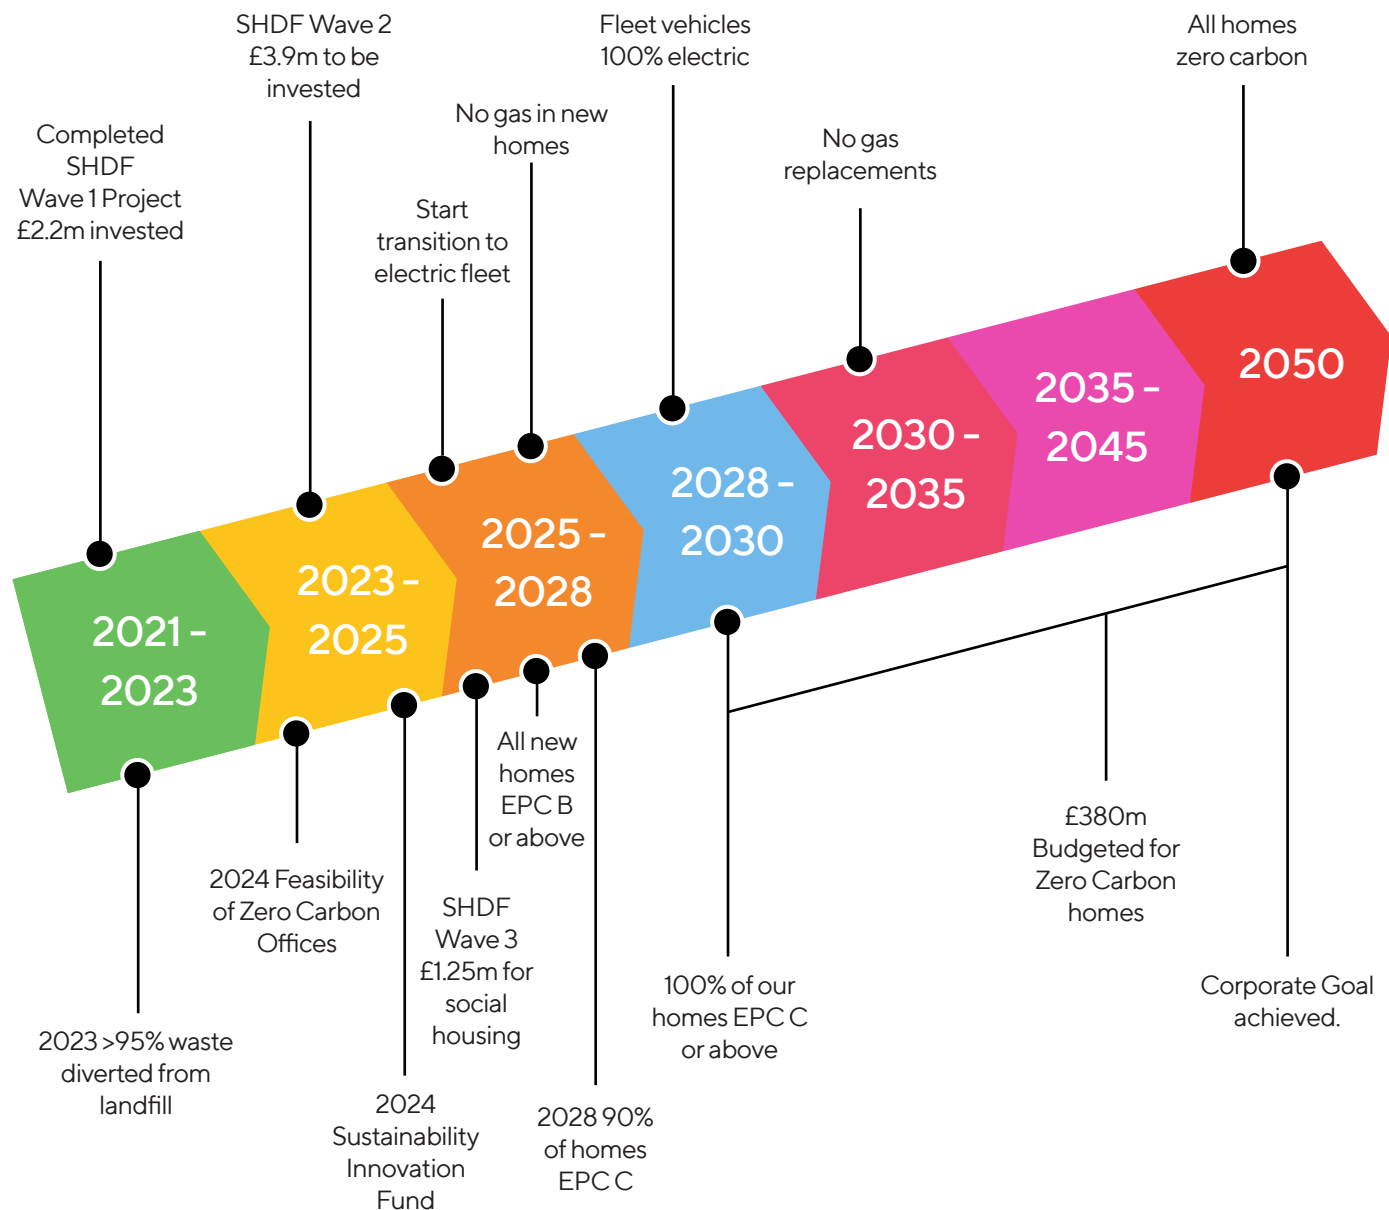 Completed
SHDF
Wave 1 Project
£2.2m invested
SHDF Wave 2
£3.9m to be
invested
Start
transition to
electric fleet
No gas in new
homes
Fleet vehicles
100% electric
No gas
replacements
All homes
zero carbon
2021 -
2023
2023 -
2025
2025 -
2028
2028 -
2030
2030 -
2035
2035 -
2045
2050
2023 >95% waste
diverted from
landfill
2024 Feasibility
of Zero Carbon
Offices
2024
Sustainability
Innovation
Fund
SHDF
Wave 3
£1.25m for
social
housing
All new
homes
EPC B
or above
2028 90%
of homes
EPC C
100% of our
homes EPC C
or above
£380m
Budgeted for
Zero Carbon
homes
Corporate Goal
achieved.